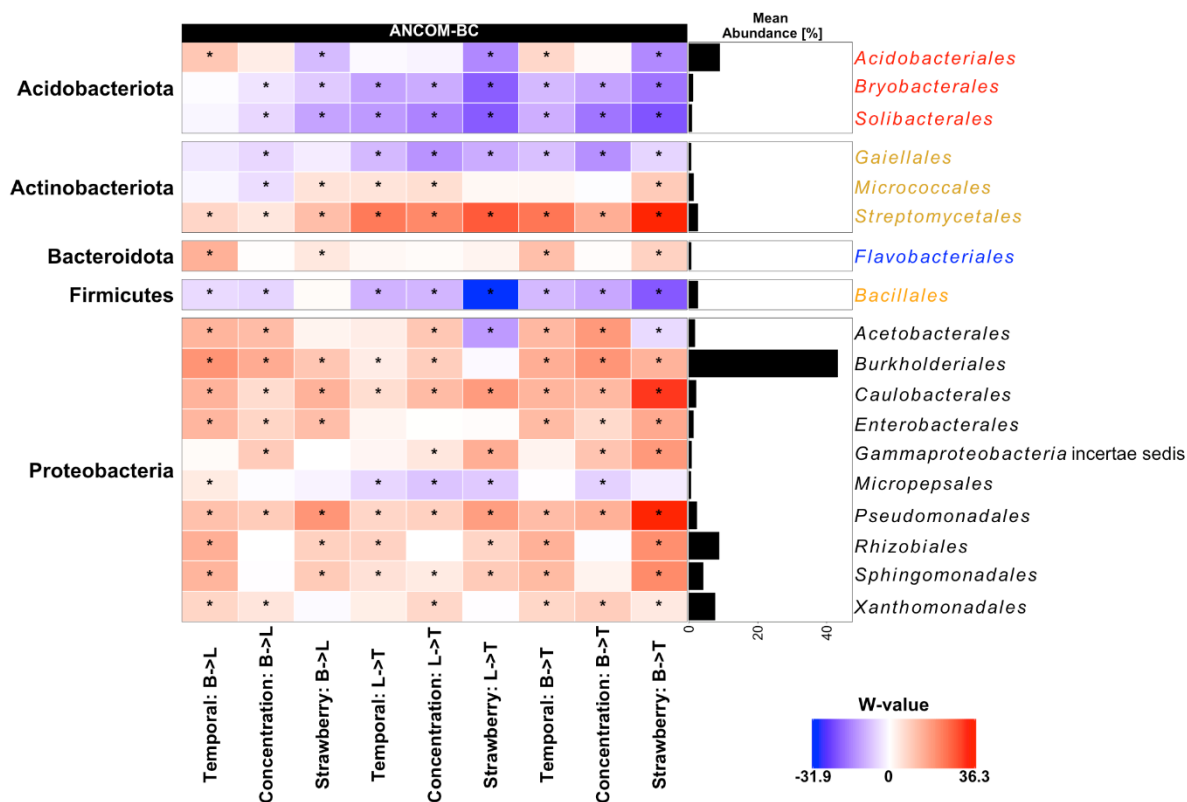 ANCOM-BC
Mean
Abundance [%]
Acidobacteriota
* * * * * Acidobacteriales
* * * * * * * * Bryobacterales
* * * * * * * * Solibacterales
Actinobacteriota
* * * * * * * Gaiellales
* * * * * Micrococcales
* * * * * * * * * Streptomycetales
Bacteroidota * * * * Flavobacteriales
Firmicutes * * * * * * * * Bacillales
Proteobacteria
* * * * * * * Acetobacterales
* * * * * * * * Burkholderiales
* * * * * * * * * Caulobacterales
* * * * * * Enterobacterales
* * * * * * Gammaproteobacteria incertae sedis
* * * * * Micropepsales
* * * * * * * * * Pseudomonadales
* * * * * * Rhizobiales
* * * * * * * Sphingomonadales
* * * * * * Xanthomonadales
0 20 40
Temporal: B->L
Concentration: B->L
Strawberry: B->L
Temporal: L->T
Concentration: L->T
Strawberry: L->T
Temporal: B->T
Concentration: B->T
Strawberry: B->T
W-value
-31.9 0 36.3